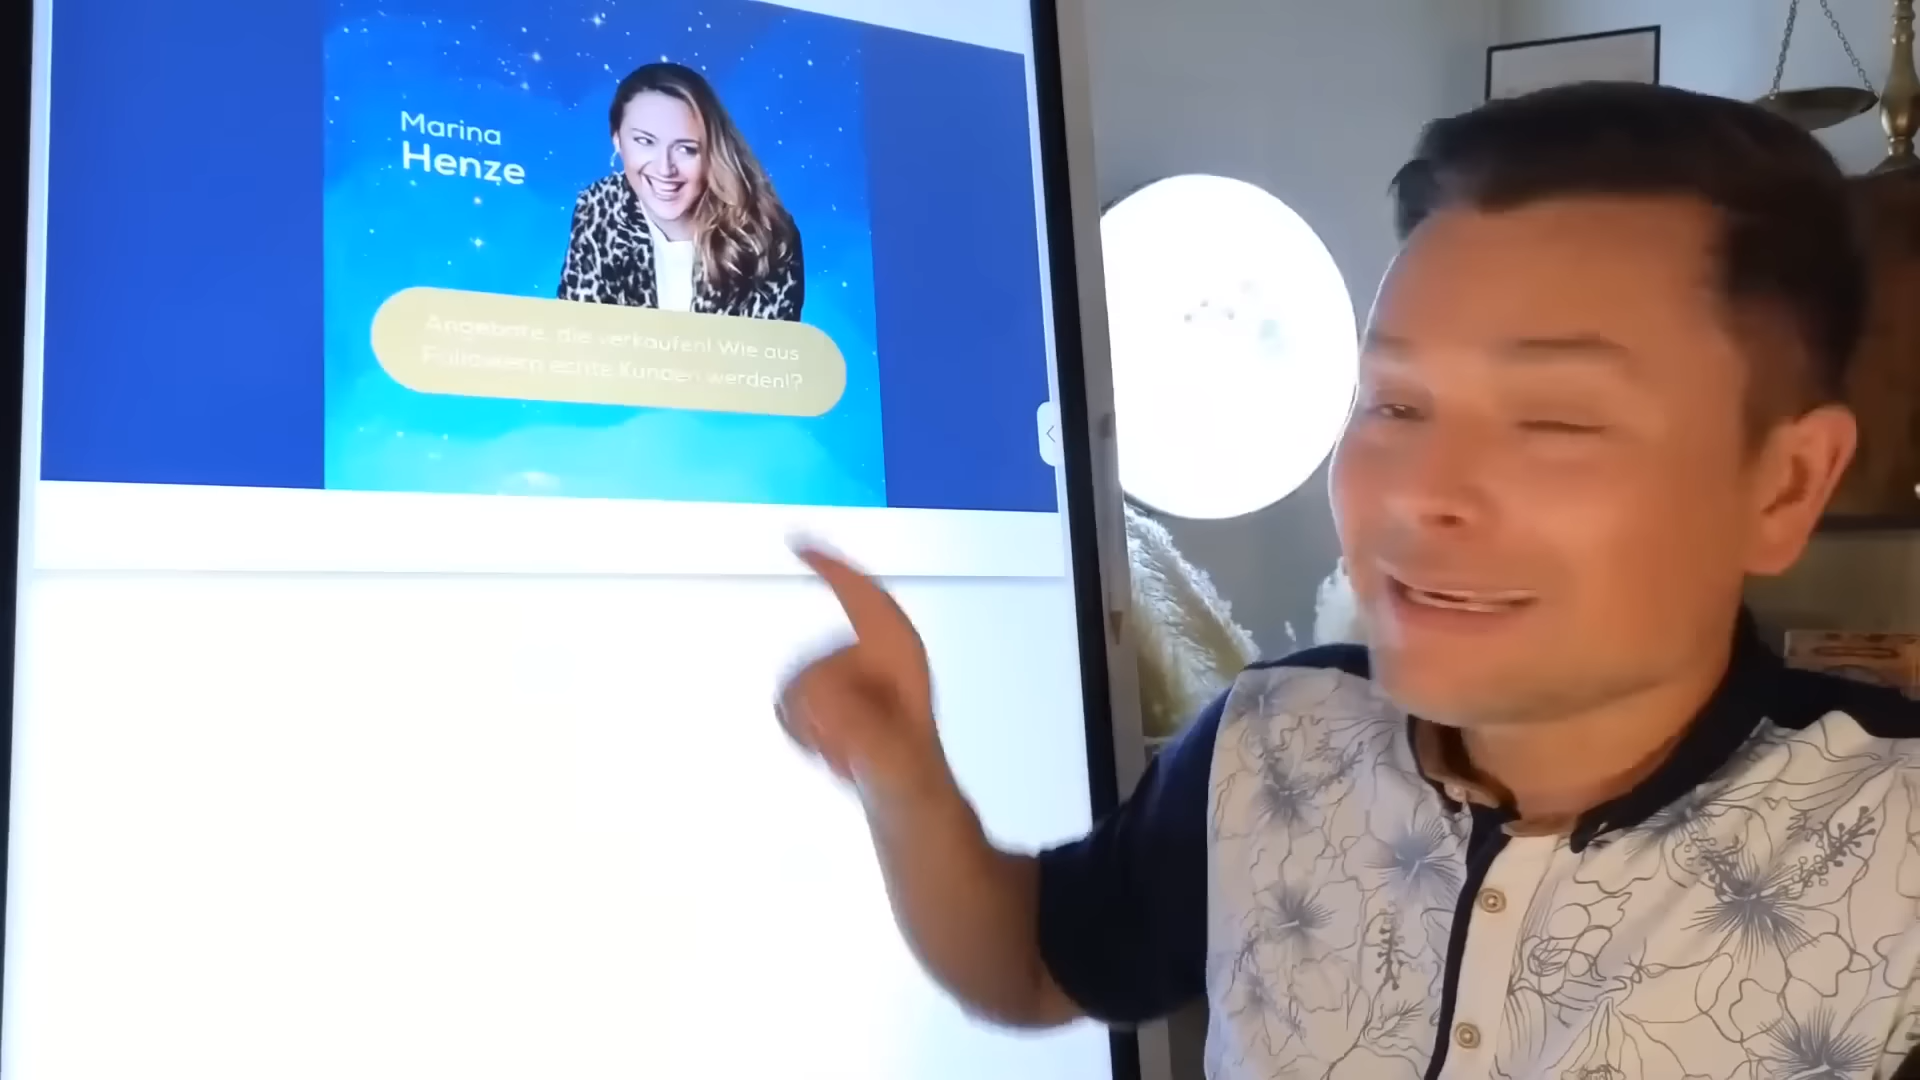 Marina
Henze
Angebote, die verkaufen! Wie aus
Followern echte Kunden werden!?